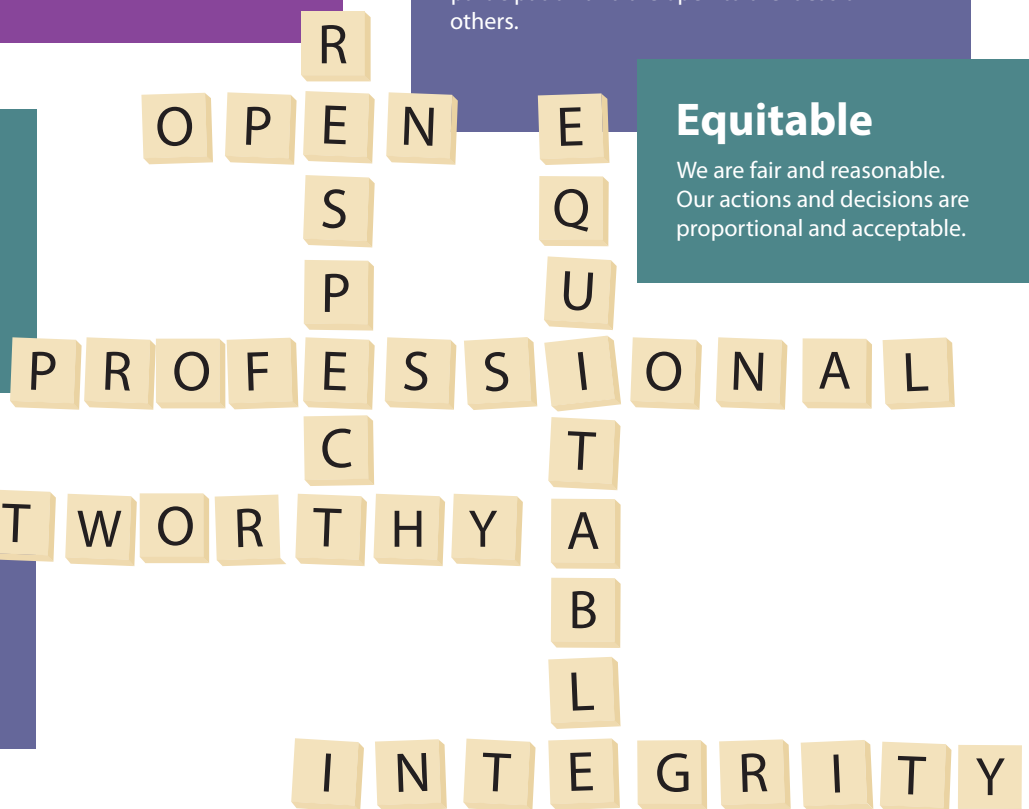 others.
R
OPEN
Equitable
We are fair and reasonable.
Our actions and decisions are
proportional and acceptable.
E
S
Q
P
U
PROFESSIONAL
C
T
TWORTHY
A
B
L
INTEGRITY